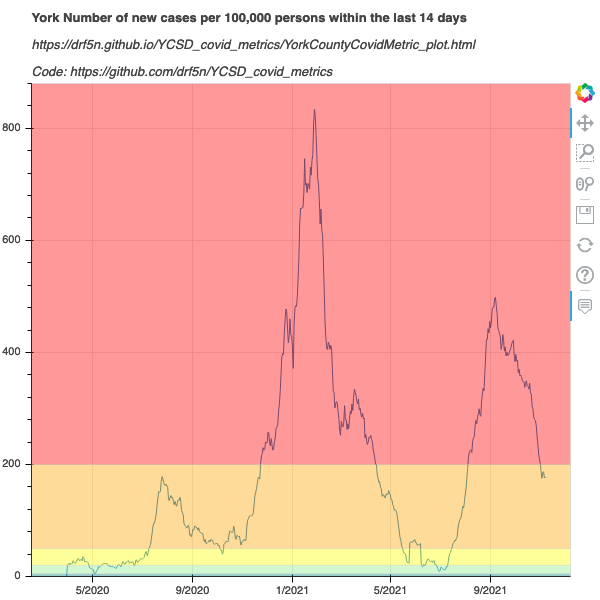 York Number of new cases per 100,000 persons within the last 14 days
https://drf5n.github.io/YCSD_covid_metrics/YorkCountyCovidMetric_plot.html
Code: https://github.com/drf5n/YCSD_covid_metrics
800
600
400
200
0
5/2020 9/2020 1/2021 5/2021 9/2021